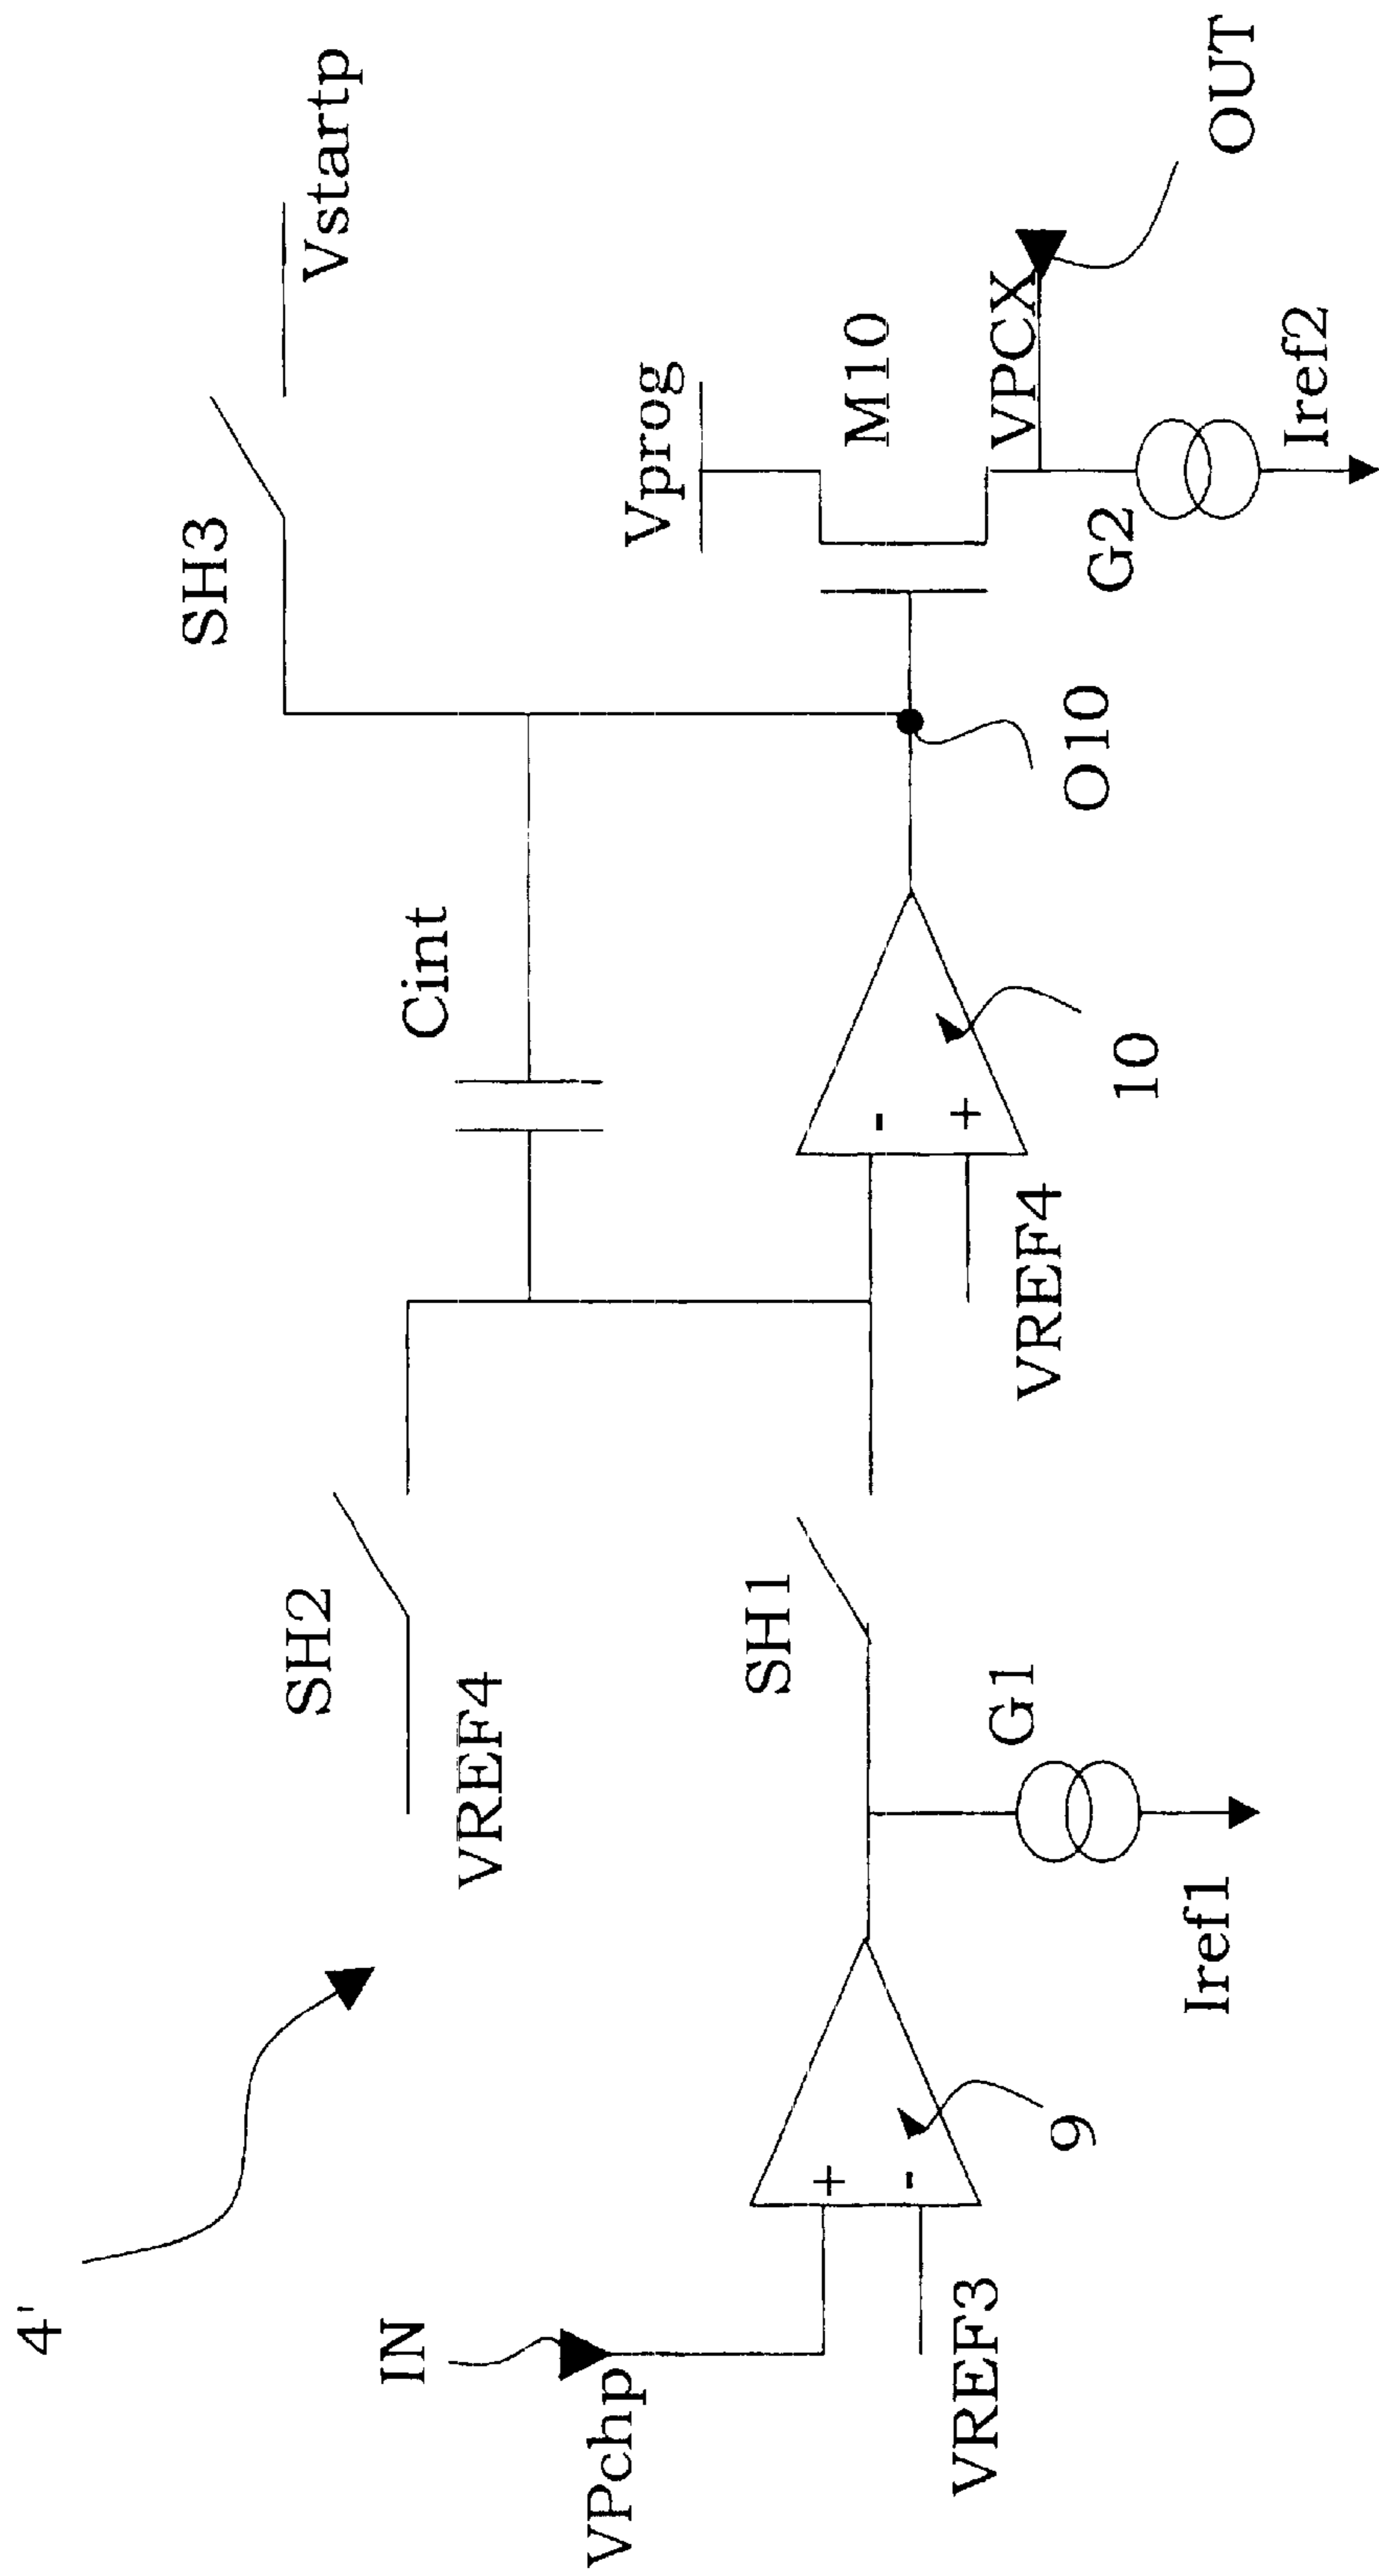 4'
IN
VPchp
VREF3
+
-
9
Iref1
G1
SH1
SH2
VREF4
Cint
-
+
VREF4
10
O10
SH3
Vstartp
Vprog
M10
VPCX
G2
Iref2
OUT